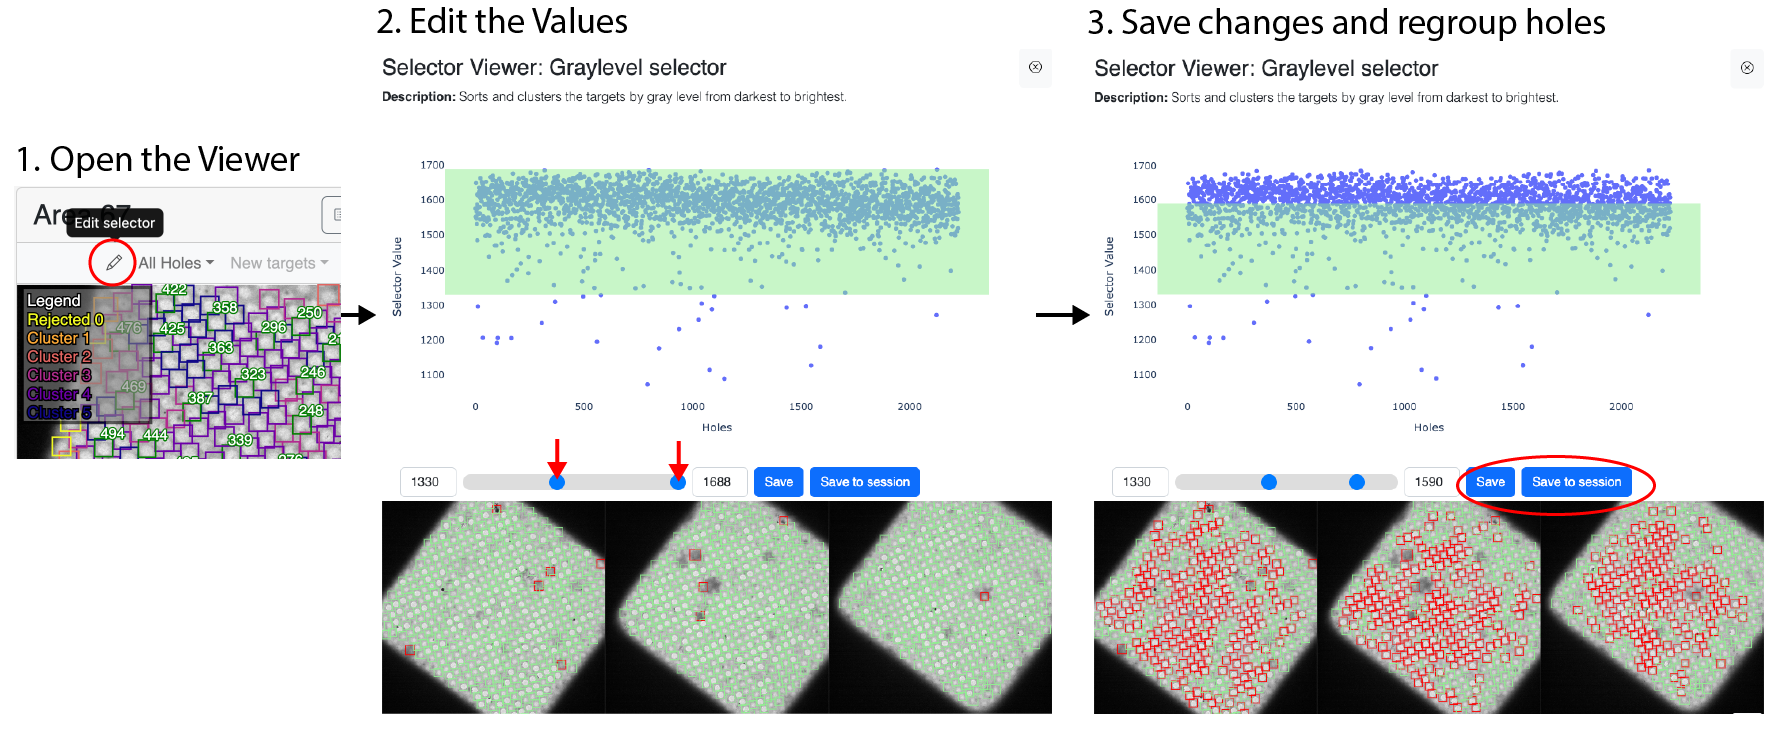 1. Open the Viewer
Area 67
Edit selector
All Holes
New targets
Legend
Rejected 0
Cluster 1
Cluster 2
Cluster 3
Cluster 4
Cluster 5
422
358
250
476
425
296
363
323
246
469
387
248
494
444
339
2. Edit the Values
Selector Viewer: Graylevel selector
Description: Sorts and clusters the targets by gray level from darkest to brightest.
1700
1600
1500
1400
1300
1200
1100
Selector Value
0 500 1000 1500 2000
Holes
1330
1688
Save
Save to session
3. Save changes and regroup holes
Selector Viewer: Graylevel selector
Description: Sorts and clusters the targets by gray level from darkest to brightest.
1700
1600
1500
1400
1300
1200
1100
Selector Value
0 500 1000 1500 2000
Holes
1330
1590
Save
Save to session